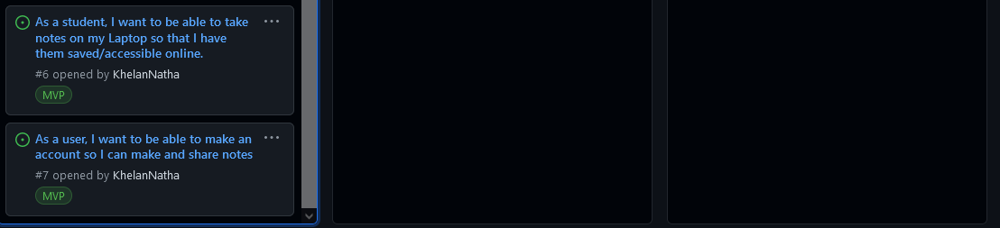 As a student, I want to be able to take
notes on my Laptop so that I have
them saved/accessible online.
#6 opened by KhelanNatha
MVP
As a user, I want to be able to make an
account so I can make and share notes
#7 opened by KhelanNatha
MVP